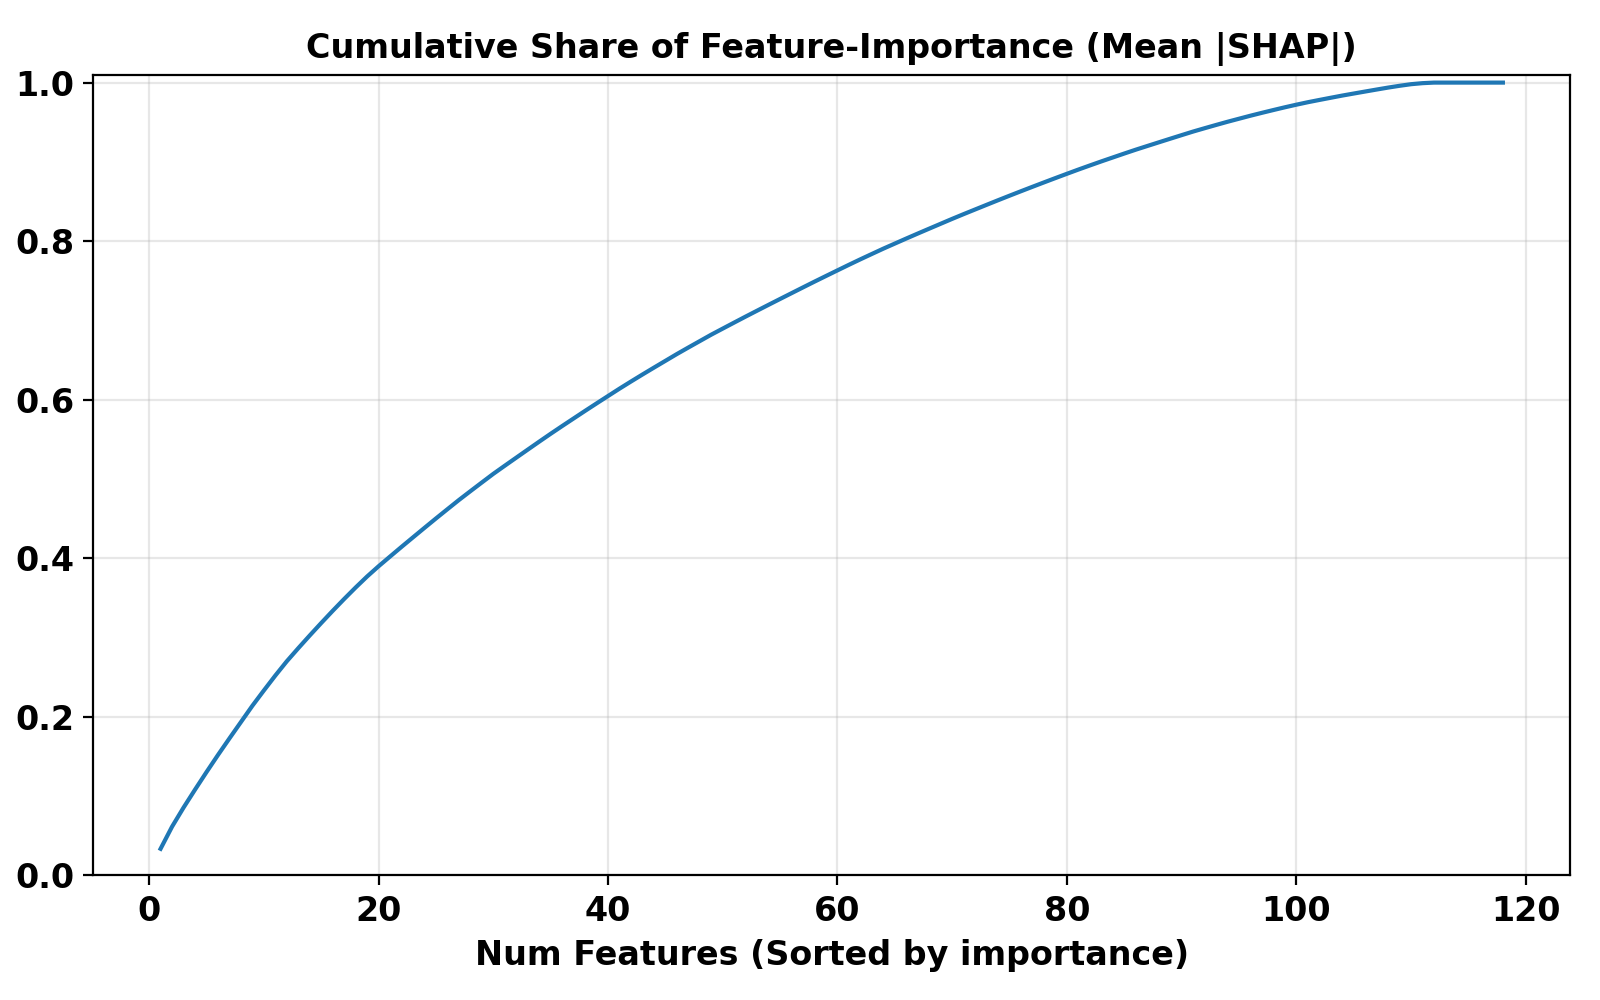 Cumulative Share of Feature-Importance (Mean |SHAP|)
1.0
0.8
0.6
0.4
0.2
0.0
0 20 40 60 80 100 120
Num Features (Sorted by importance)